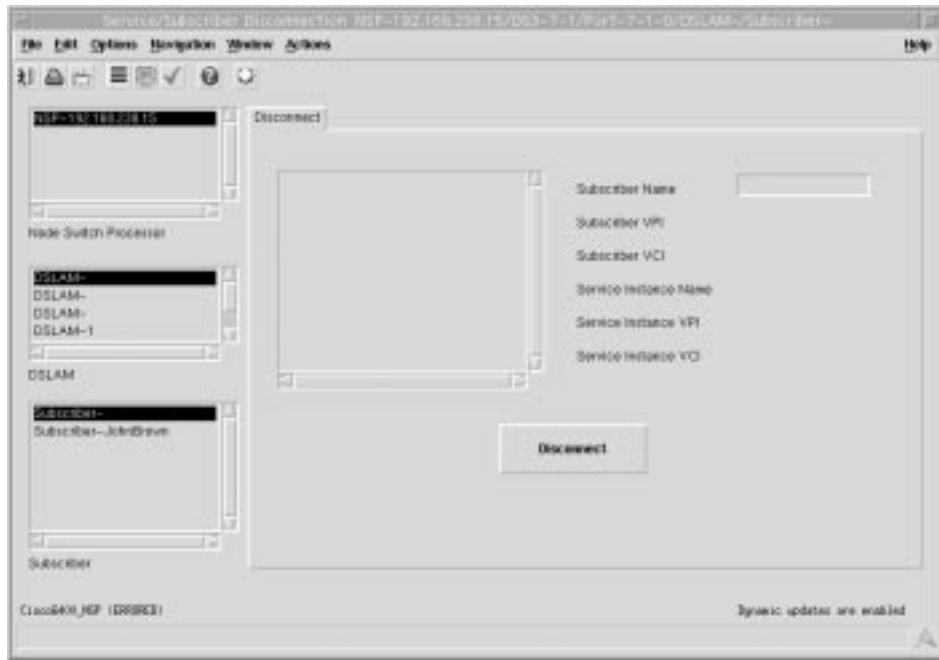 Service/Subscriber Disconnection NSP-192.168.238.15/DS3-7-1/Port-7-1-0/DSLAM-/Subscriber-
File Edit Options Navigation Window Actions Help
NSP-192.168.238.15
Node Switch Processor
DSLAM-
DSLAM-
DSLAM-
DSLAM-1
DSLAM
Subscriber-
Subscriber-JohnBrown
Subscriber
Disconnect
Subscriber Name
Subscriber VPI
Subscriber VCI
Service Instance Name
Service Instance VPI
Service Instance VCI
Disconnect
Cisco6400_NSP (ERRORED)
Dynamic updates are enabled